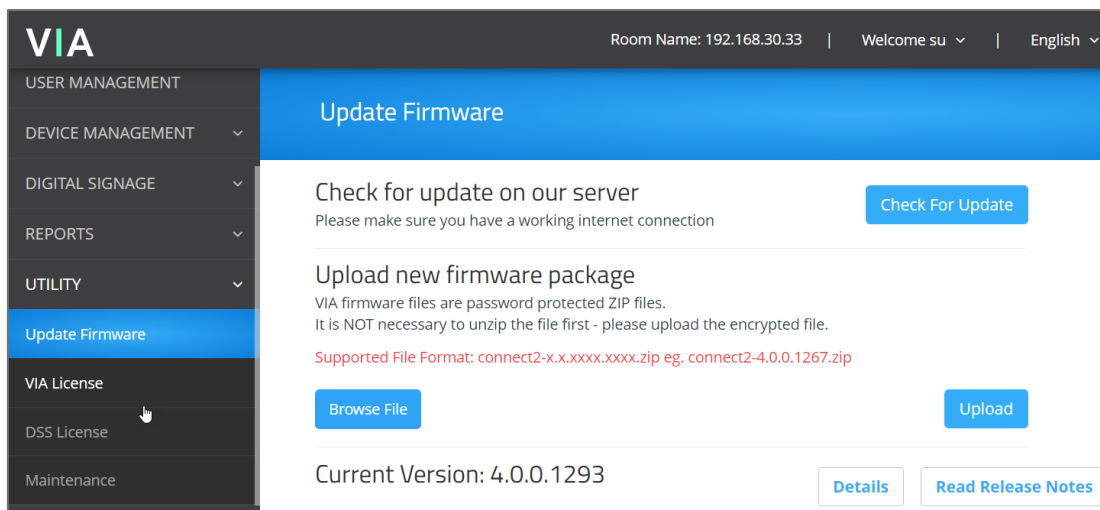 VIA
Room Name: 192.168.30.33 | Welcome su | English
USER MANAGEMENT
DEVICE MANAGEMENT
DIGITAL SIGNAGE
REPORTS
UTILITY
Update Firmware
VIA License
DSS License
Maintenance
Update Firmware
Check for update on our server
Please make sure you have a working internet connection
Check For Update
Upload new firmware package
VIA firmware files are password protected ZIP files.
It is NOT necessary to unzip the file first - please upload the encrypted file.
Supported File Format: connect2-x.x.xxxx.xxxx.zip eg. connect2-4.0.0.1267.zip
Browse File
Upload
Current Version: 4.0.0.1293
Details
Read Release Notes